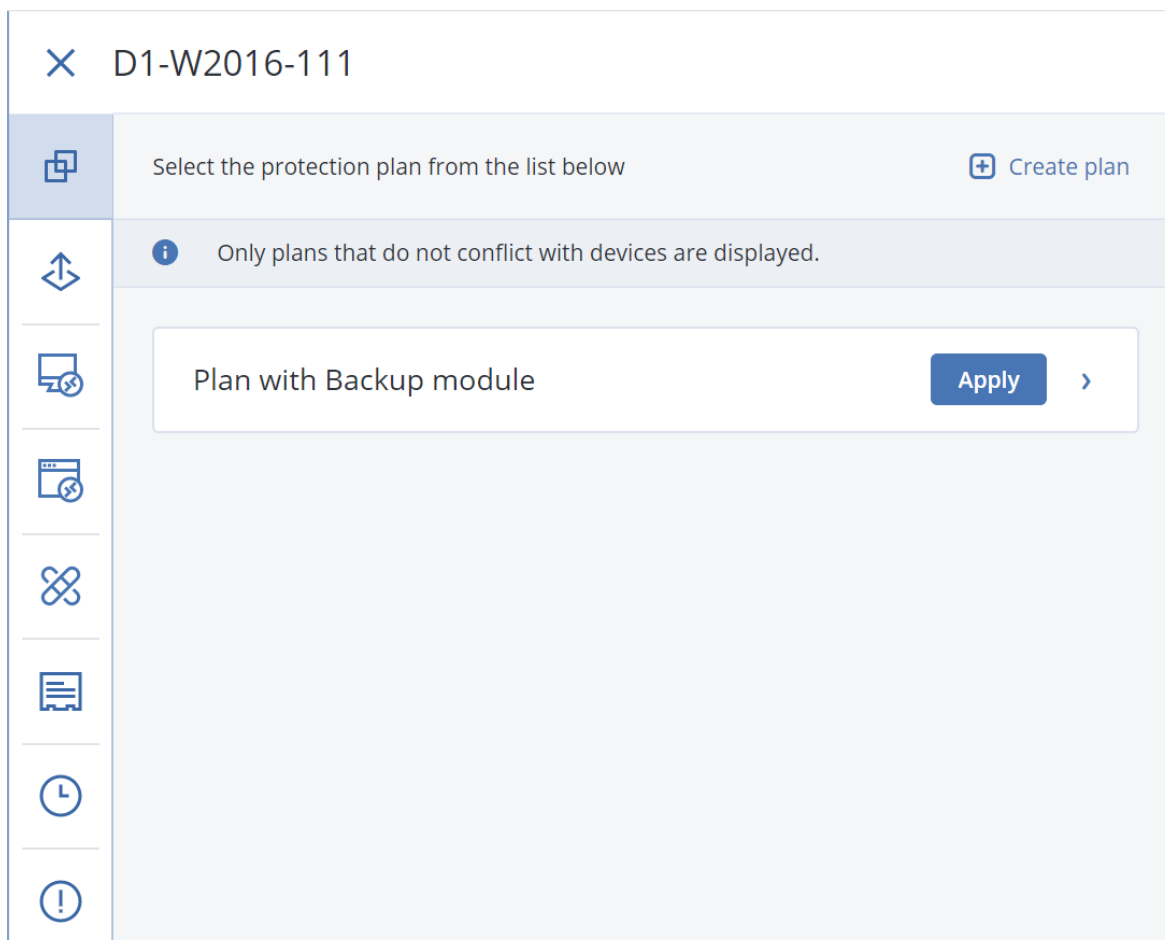 D1-W2016-111
Select the protection plan from the list below
Create plan
Only plans that do not conflict with devices are displayed.
Plan with Backup module
Apply